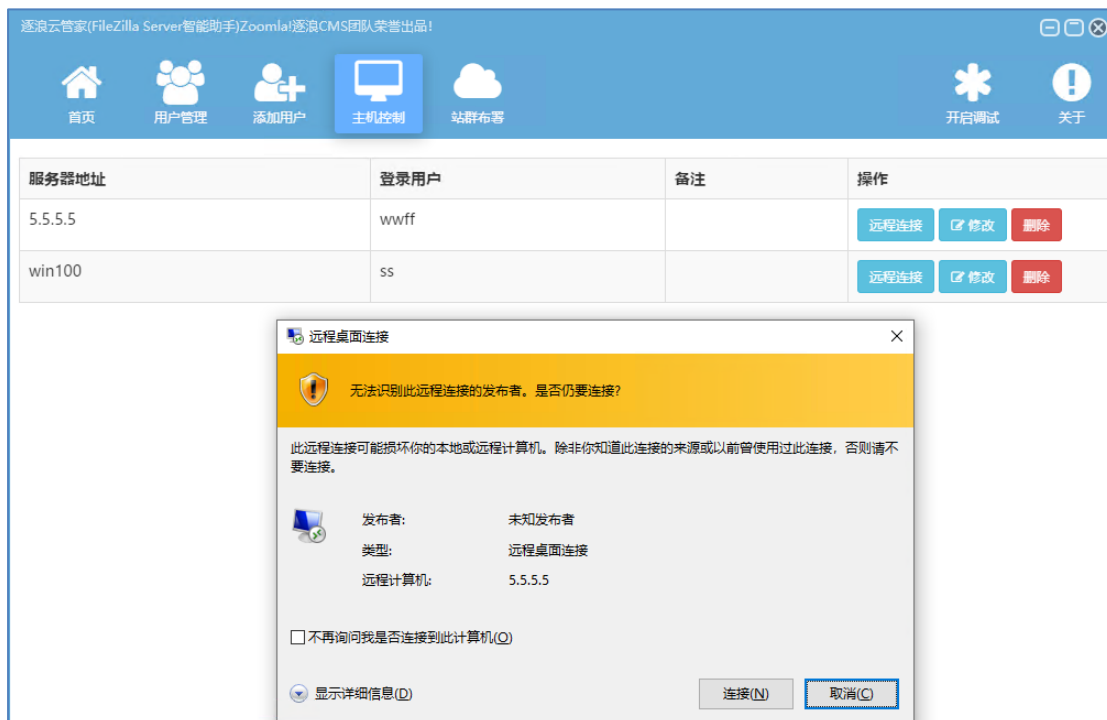 逐浪云管家(FileZilla Server智能助手)Zoomla!逐浪CMS团队荣誉出品!
首页 用户管理 添加用户 主机控制 站群布署 开启调试 关于
服务器地址 登录用户 备注 操作
5.5.5.5 wwff 远程连接 修改 删除
win100 ss 远程连接 修改 删除
远程桌面连接
无法识别此远程连接的发布者。是否仍要连接?
此远程连接可能损坏你的本地或远程计算机。除非你知道此连接的来源或以前曾使用过此连接，否则请不
要连接。
发布者: 未知发布者
类型: 远程桌面连接
远程计算机: 5.5.5.5
不再询问我是否连接到此计算机(O)
显示详细信息(D) 连接(N) 取消(C)